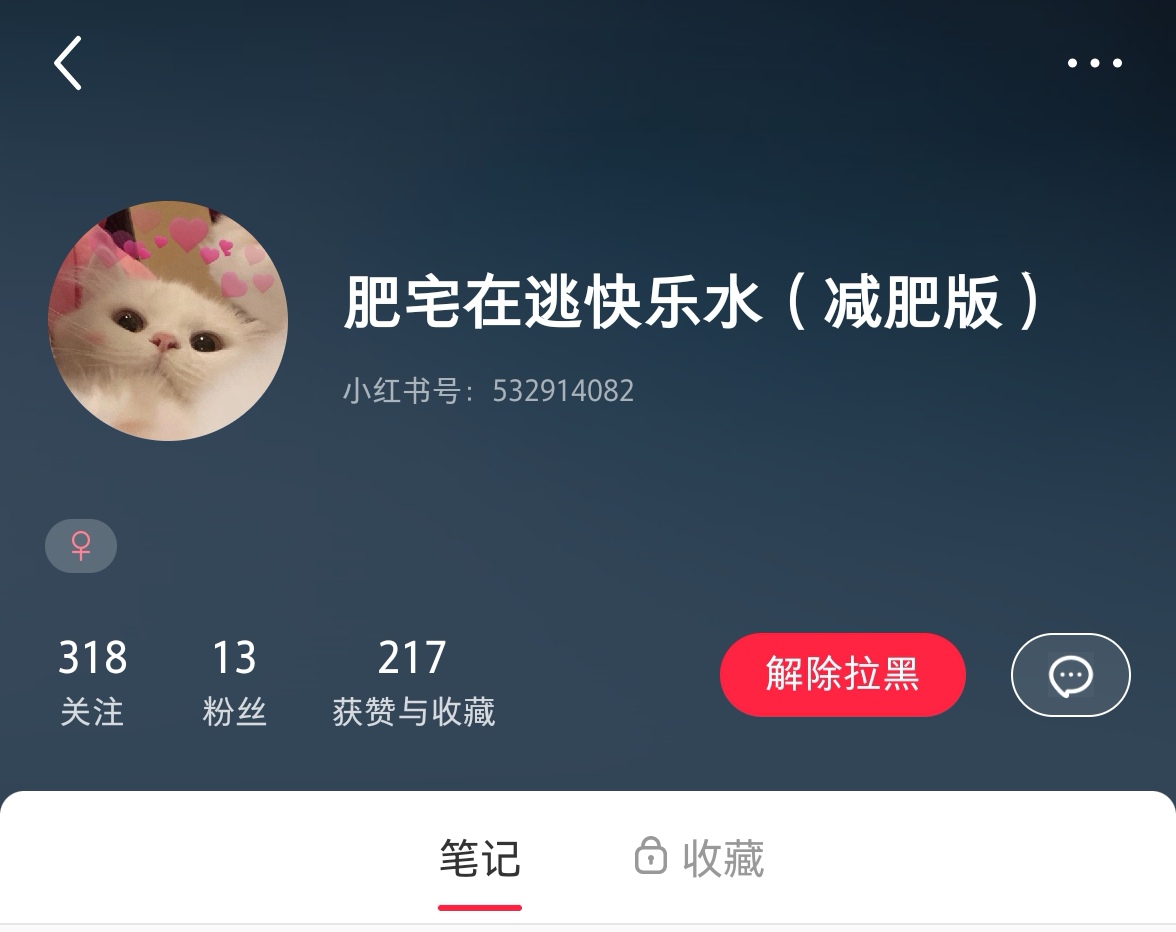 肥宅在逃快乐水（减肥版）
小红书号：532914082
♀
318 13 217
关注 粉丝 获赞与收藏
解除拉黑
笔记 收藏